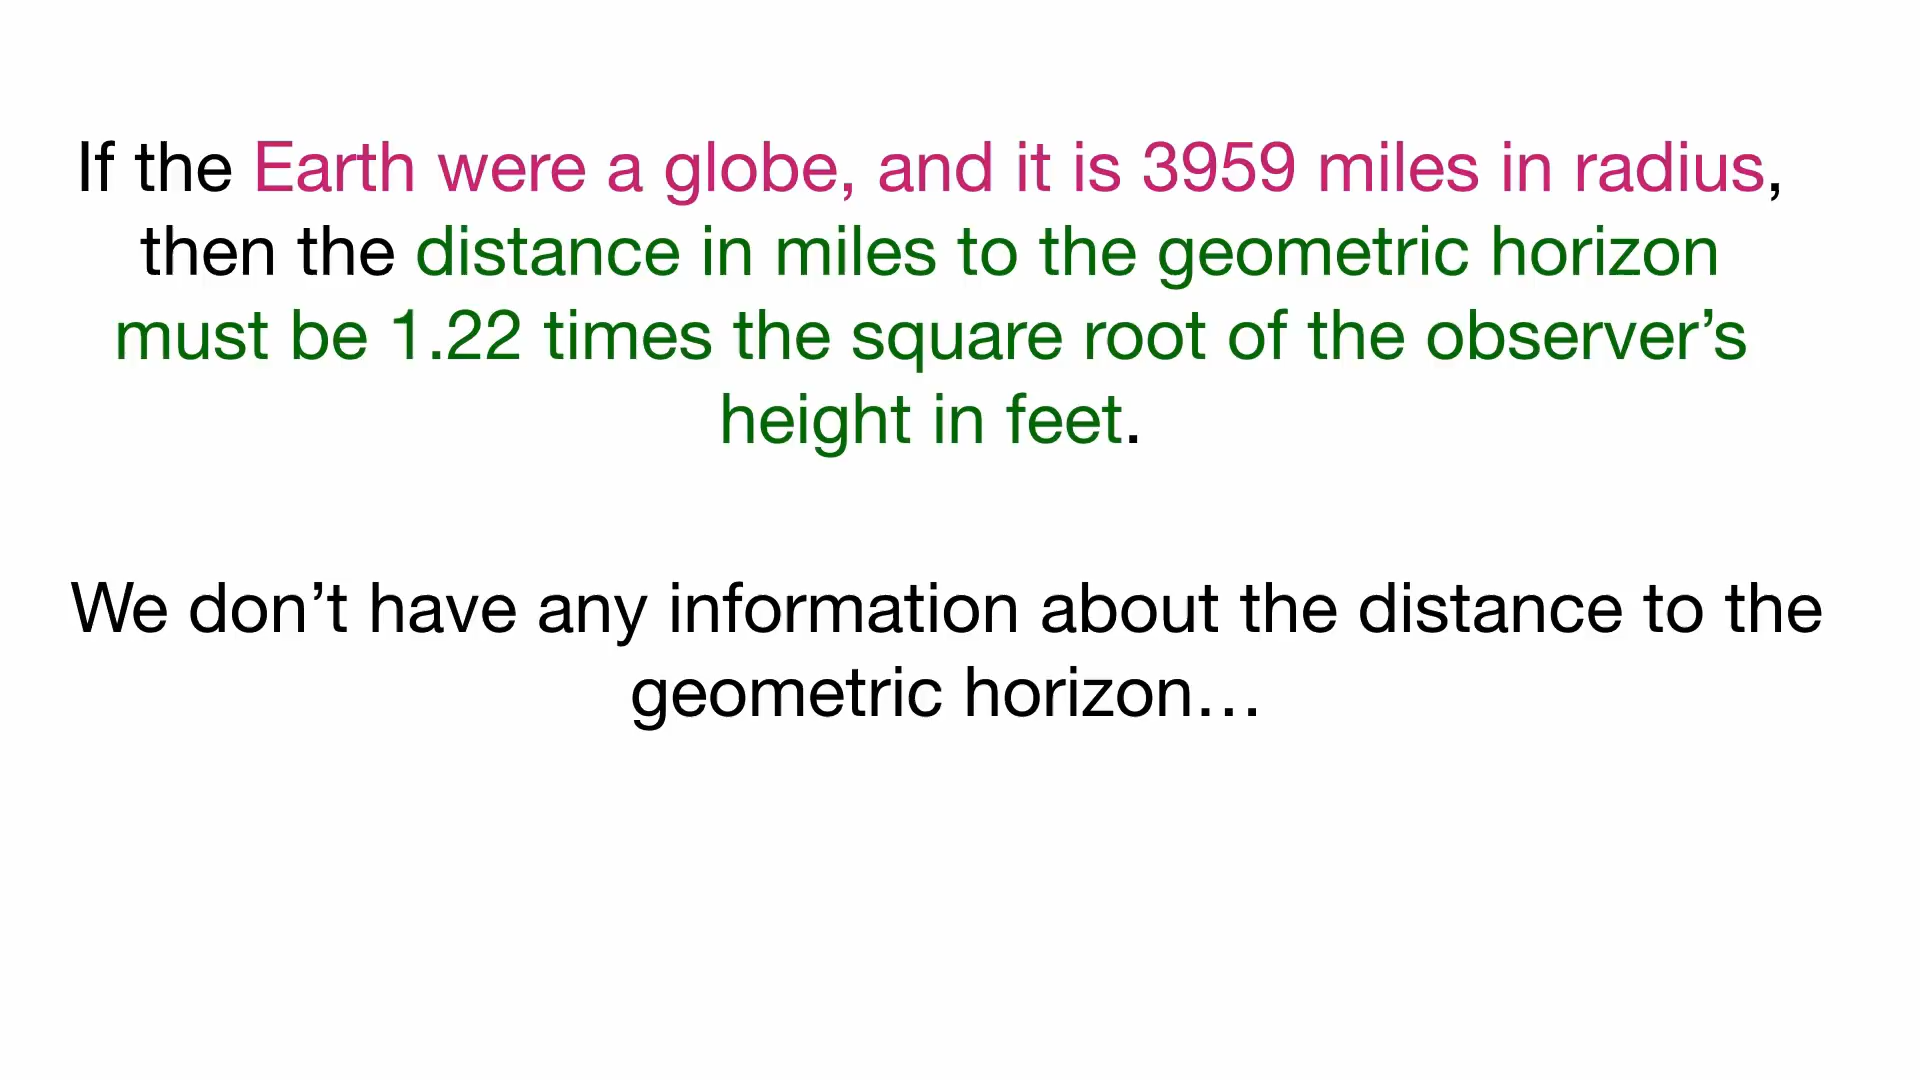 If the Earth were a globe, and it is 3959 miles in radius,
then the distance in miles to the geometric horizon
must be 1.22 times the square root of the observer’s
height in feet.
We don’t have any information about the distance to the
geometric horizon…